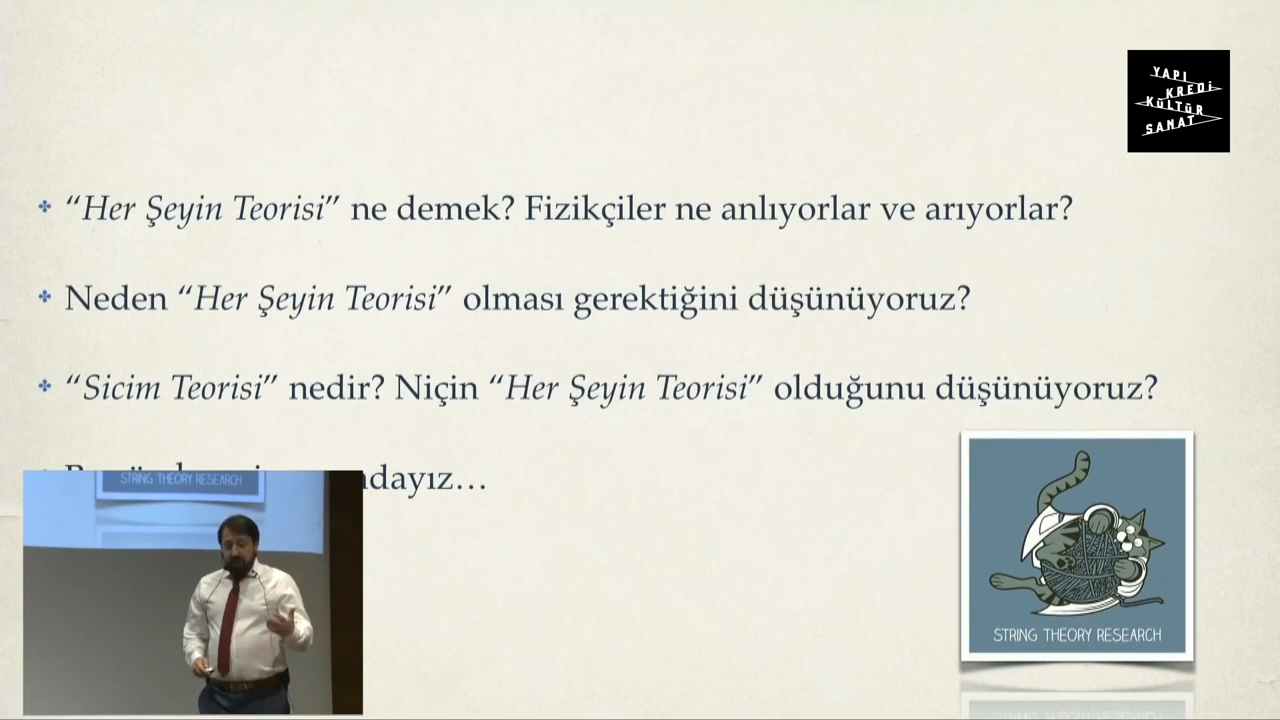 YAPI
KREDİ
KÜLTÜR
SANAT
“Her Şeyin Teorisi” ne demek? Fizikçiler ne anlıyorlar ve arıyorlar?
Neden “Her Şeyin Teorisi” olması gerektiğini düşünüyoruz?
“Sicim Teorisi” nedir? Niçin “Her Şeyin Teorisi” olduğunu düşünüyoruz?
ndayız...
STRING THEORY RESEARCH
STRING THEORY RESEARCH